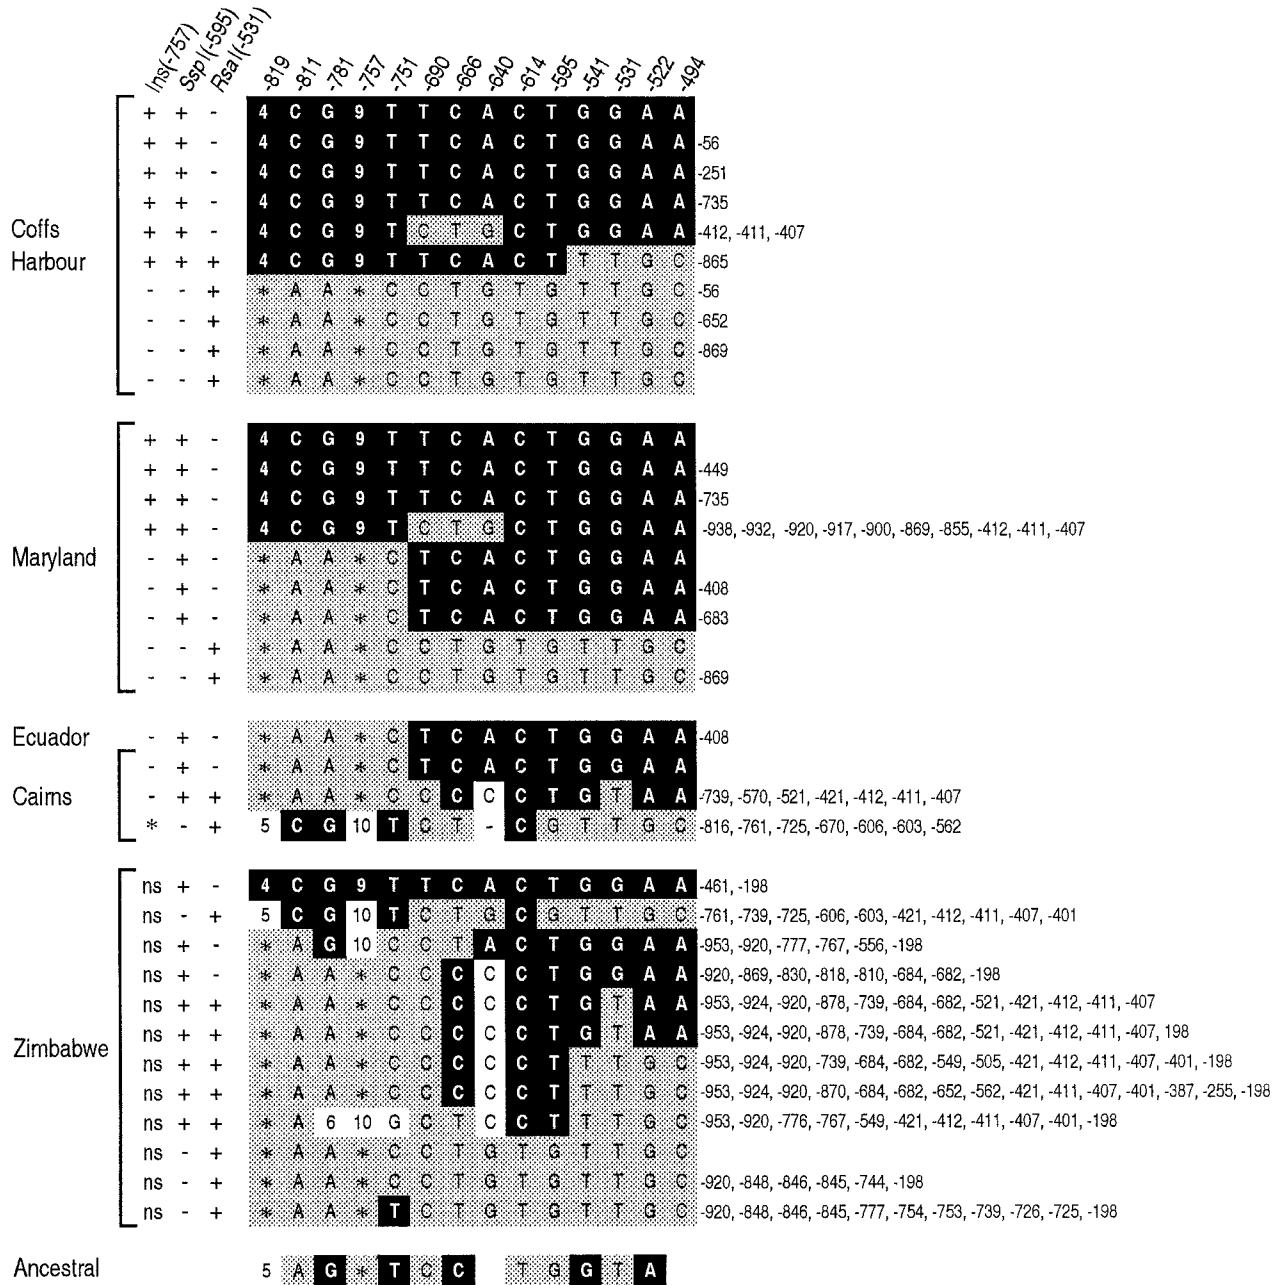 Ins(-757) SspI(-595) RsaI(-531) -819 -811 -781 -757 -751 -690 -666 -640 -614 -595 -541 -531 -522 -494
+ + - 4 C G 9 T T C A C T G G A A
+ + - 4 C G 9 T T C A C T G G A A -56
+ + - 4 C G 9 T T C A C T G G A A -251
+ + - 4 C G 9 T T C A C T G G A A -735
Coffs + + - 4 C G 9 T C T G C T G G A A -412, -411, -407
Harbour + + + 4 C G 9 T T C A C T T T G C -865
- - + * A A * C C T G T G T T G C -56
- - + * A A * C C T G T G T T G C -652
- - + * A A * C C T G T G T T G C -869
- - + * A A * C C T G T G T T G C
+ + - 4 C G 9 T T C A C T G G A A
+ + - 4 C G 9 T T C A C T G G A A -449
+ + - 4 C G 9 T T C A C T G G A A -735
+ + - 4 C G 9 T C T G C T G G A A -938, -932, -920, -917, -900, -869, -855, -412, -411, -407
Maryland - + - * A A * C T C A C T G G A A
- + - * A A * C T C A C T G G A A -408
- + - * A A * C T C A C T G G A A -683
- - + * A A * C C T G T G T T G C
- - + * A A * C C T G T G T T G C -869
Ecuador - + - * A A * C T C A C T G G A A -408
- + - * A A * C T C A C T G G A A
Cairns - + + * A A * C C C C C T G T A A -739, -570, -521, -421, -412, -411, -407
* - + 5 C G 10 T C T - C G T T G C -816, -761, -725, -670, -606, -603, -562
ns + - 4 C G 9 T T C A C T G G A A -461, -198
ns - + 5 C G 10 T C T G C G T T G C -761, -739, -725, -606, -603, -421, -412, -411, -407, -401
ns + - * A G 10 C C T A C T G G A A -953, -920, -777, -767, -556, -198
ns + - * A A * C C C C C T G G A A -920, -869, -830, -818, -810, -684, -682, -198
ns + + * A A * C C C C C T G T A A -953, -924, -920, -878, -739, -684, -682, -521, -421, -412, -411, -407
Zimbabwe ns + + * A A * C C C C C T G T A A -953, -924, -920, -878, -739, -684, -682, -521, -421, -412, -411, -407, 198
ns + + * A A * C C C C C T T T G C -953, -924, -920, -739, -684, -682, -549, -505, -421, -412, -411, -407, -401, -198
ns + + * A A * C C C C C T T T G C -953, -924, -920, -870, -684, -682, -652, -562, -421, -411, -407, -401, -387, -255, -198
ns + + * A 6 10 G C T C C T T T G C -953, -920, -776, -767, -549, -421, -412, -411, -407, -401, -198
ns - + * A A * C C T G T G T T G C
ns - + * A A * C C T G T G T T G C -920, -848, -846, -845, -744, -198
ns - + * A A * T C T G T G T T G C -920, -848, -846, -845, -777, -754, -753, -739, -726, -725, -198
Ancestral 5 A G * T C C T G G T A